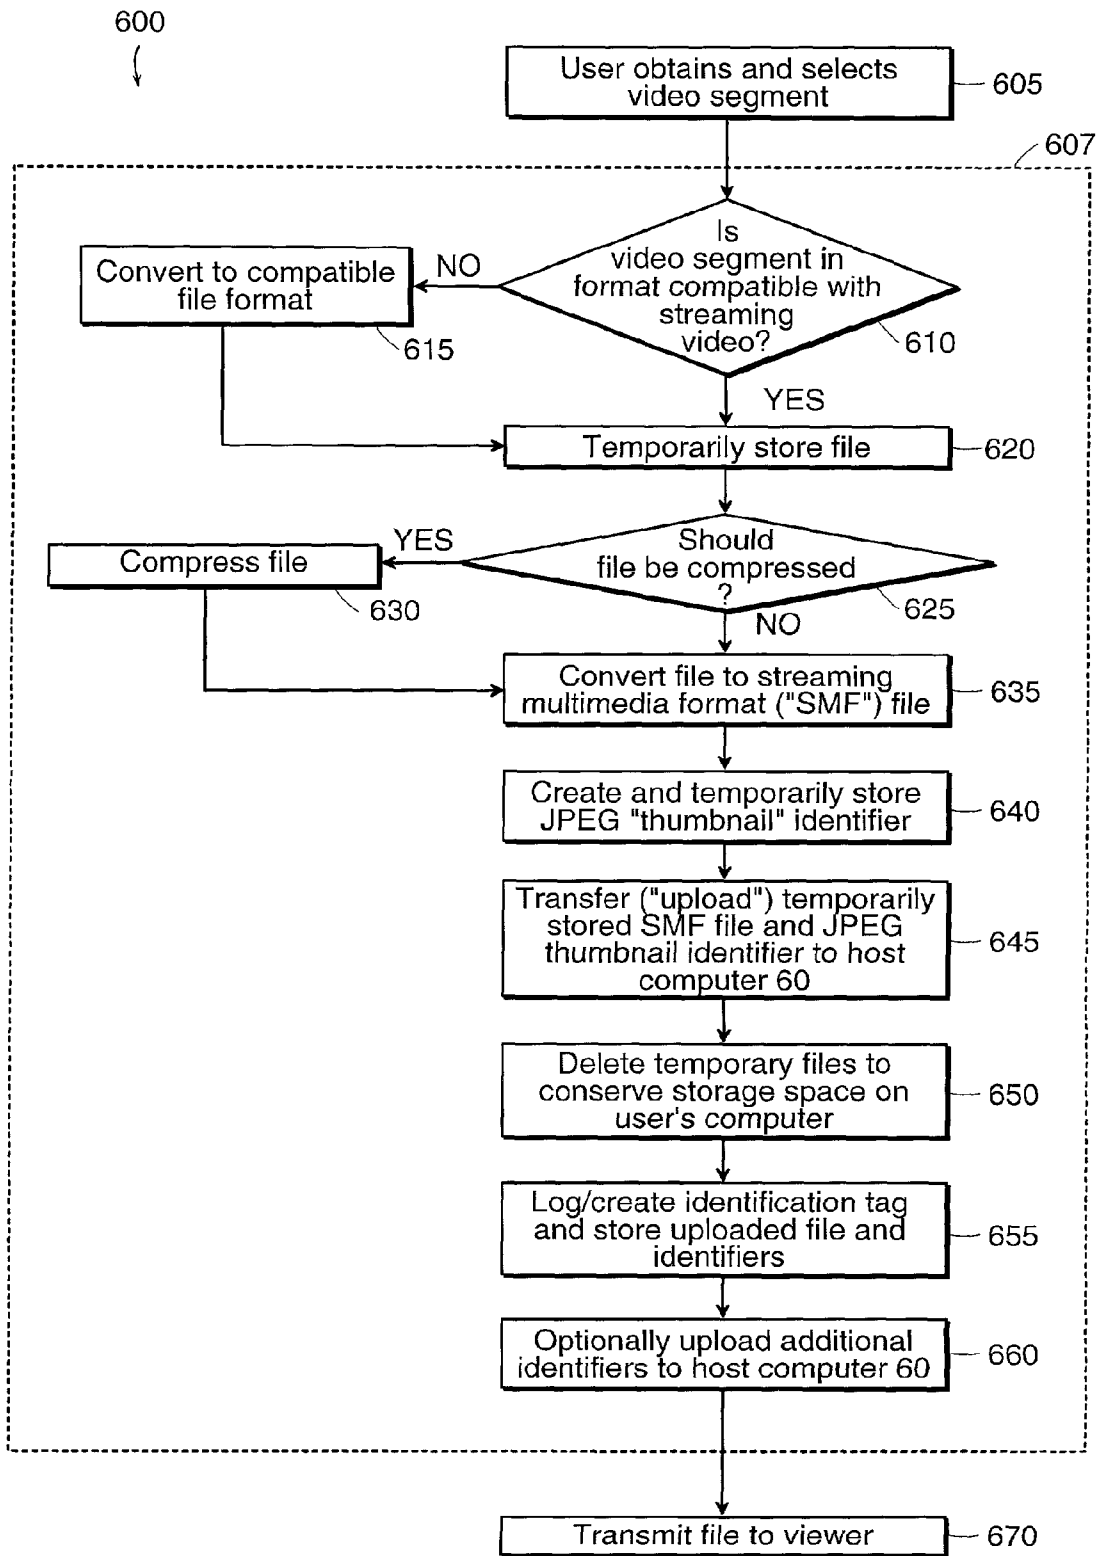 600
User obtains and selects
video segment
605
607
Is
video segment in
format compatible with
streaming
video?
610
NO
Convert to compatible
file format
615
YES
Temporarily store file
620
Should
file be compressed
?
625
YES
Compress file
630
NO
Convert file to streaming
multimedia format ("SMF") file
635
Create and temporarily store
JPEG "thumbnail" identifier
640
Transfer ("upload") temporarily
stored SMF file and JPEG
thumbnail identifier to host
computer 60
645
Delete temporary files to
conserve storage space on
user's computer
650
Log/create identification tag
and store uploaded file and
identifiers
655
Optionally upload additional
identifiers to host computer 60
660
Transmit file to viewer
670